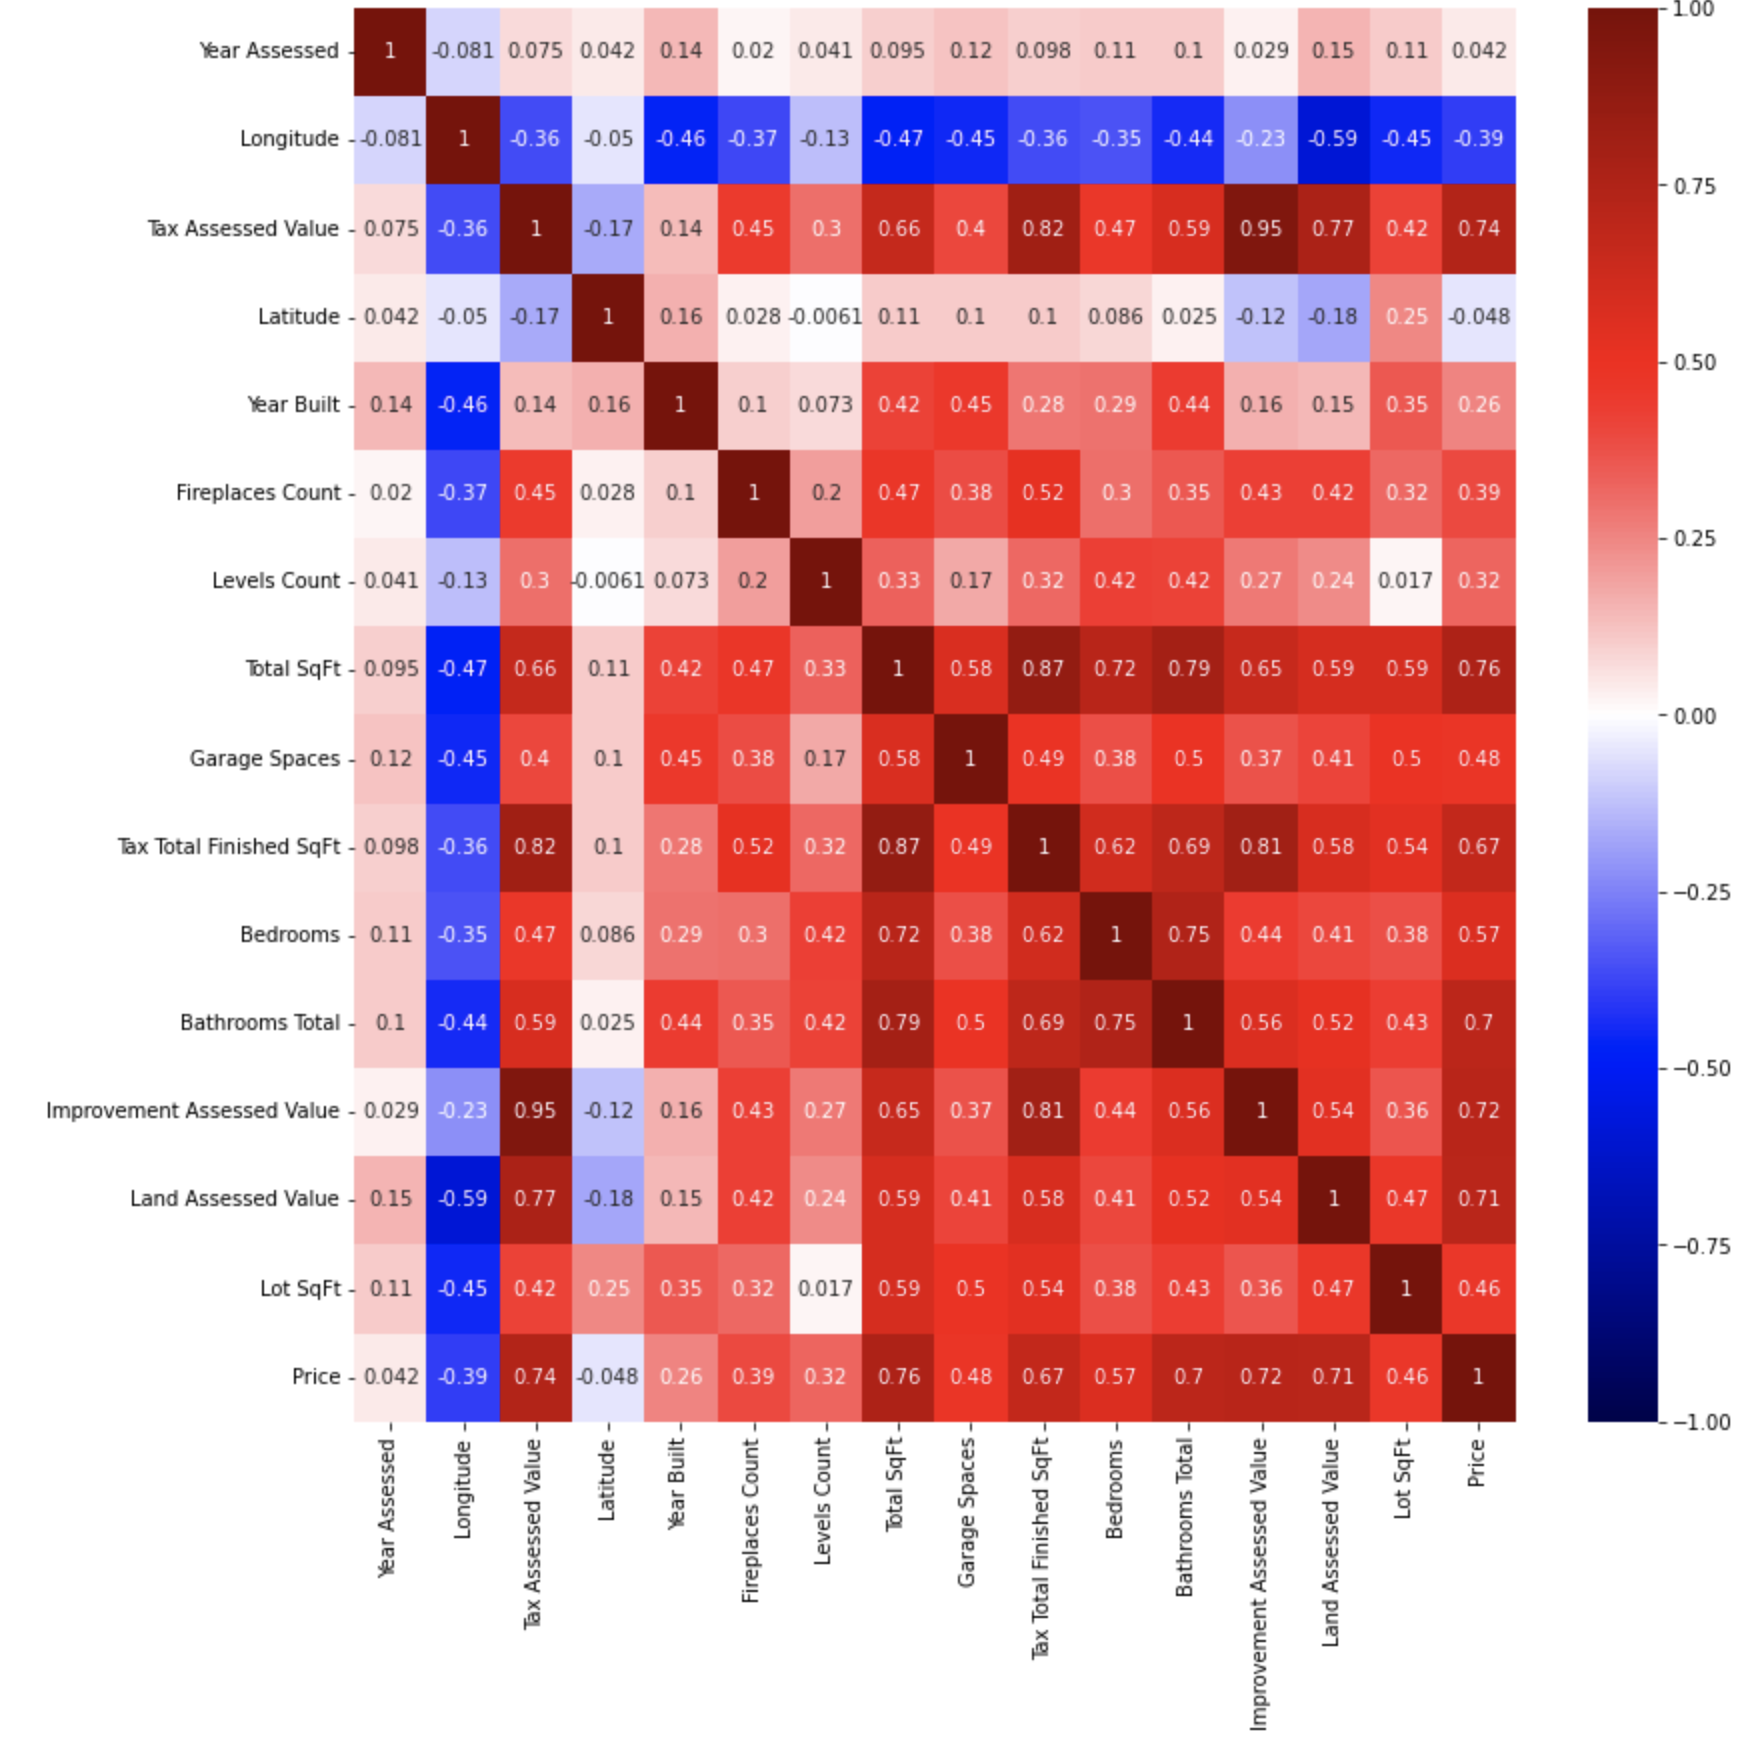 Year Assessed 1 -0.081 0.075 0.042 0.14 0.02 0.041 0.095 0.12 0.098 0.11 0.1 0.029 0.15 0.11 0.042
Longitude -0.081 1 -0.36 -0.05 -0.46 -0.37 -0.13 -0.47 -0.45 -0.36 -0.35 -0.44 -0.23 -0.59 -0.45 -0.39
Tax Assessed Value 0.075 -0.36 1 -0.17 0.14 0.45 0.3 0.66 0.4 0.82 0.47 0.59 0.95 0.77 0.42 0.74
Latitude 0.042 -0.05 -0.17 1 0.16 0.028 -0.0061 0.11 0.1 0.1 0.086 0.025 -0.12 -0.18 0.25 -0.048
Year Built 0.14 -0.46 0.14 0.16 1 0.1 0.073 0.42 0.45 0.28 0.29 0.44 0.16 0.15 0.35 0.26
Fireplaces Count 0.02 -0.37 0.45 0.028 0.1 1 0.2 0.47 0.38 0.52 0.3 0.35 0.43 0.42 0.32 0.39
Levels Count 0.041 -0.13 0.3 -0.0061 0.073 0.2 1 0.33 0.17 0.32 0.42 0.42 0.27 0.24 0.017 0.32
Total SqFt 0.095 -0.47 0.66 0.11 0.42 0.47 0.33 1 0.58 0.87 0.72 0.79 0.65 0.59 0.59 0.76
Garage Spaces 0.12 -0.45 0.4 0.1 0.45 0.38 0.17 0.58 1 0.49 0.38 0.5 0.37 0.41 0.5 0.48
Tax Total Finished SqFt 0.098 -0.36 0.82 0.1 0.28 0.52 0.32 0.87 0.49 1 0.62 0.69 0.81 0.58 0.54 0.67
Bedrooms 0.11 -0.35 0.47 0.086 0.29 0.3 0.42 0.72 0.38 0.62 1 0.75 0.44 0.41 0.38 0.57
Bathrooms Total 0.1 -0.44 0.59 0.025 0.44 0.35 0.42 0.79 0.5 0.69 0.75 1 0.56 0.52 0.43 0.7
Improvement Assessed Value 0.029 -0.23 0.95 -0.12 0.16 0.43 0.27 0.65 0.37 0.81 0.44 0.56 1 0.54 0.36 0.72
Land Assessed Value 0.15 -0.59 0.77 -0.18 0.15 0.42 0.24 0.59 0.41 0.58 0.41 0.52 0.54 1 0.47 0.71
Lot SqFt 0.11 -0.45 0.42 0.25 0.35 0.32 0.017 0.59 0.5 0.54 0.38 0.43 0.36 0.47 1 0.46
Price 0.042 -0.39 0.74 -0.048 0.26 0.39 0.32 0.76 0.48 0.67 0.57 0.7 0.72 0.71 0.46 1
Year Assessed
Longitude
Tax Assessed Value
Latitude
Year Built
Fireplaces Count
Levels Count
Total SqFt
Garage Spaces
Tax Total Finished SqFt
Bedrooms
Bathrooms Total
Improvement Assessed Value
Land Assessed Value
Lot SqFt
Price
1.00
0.75
0.50
0.25
0.00
−0.25
−0.50
−0.75
−1.00